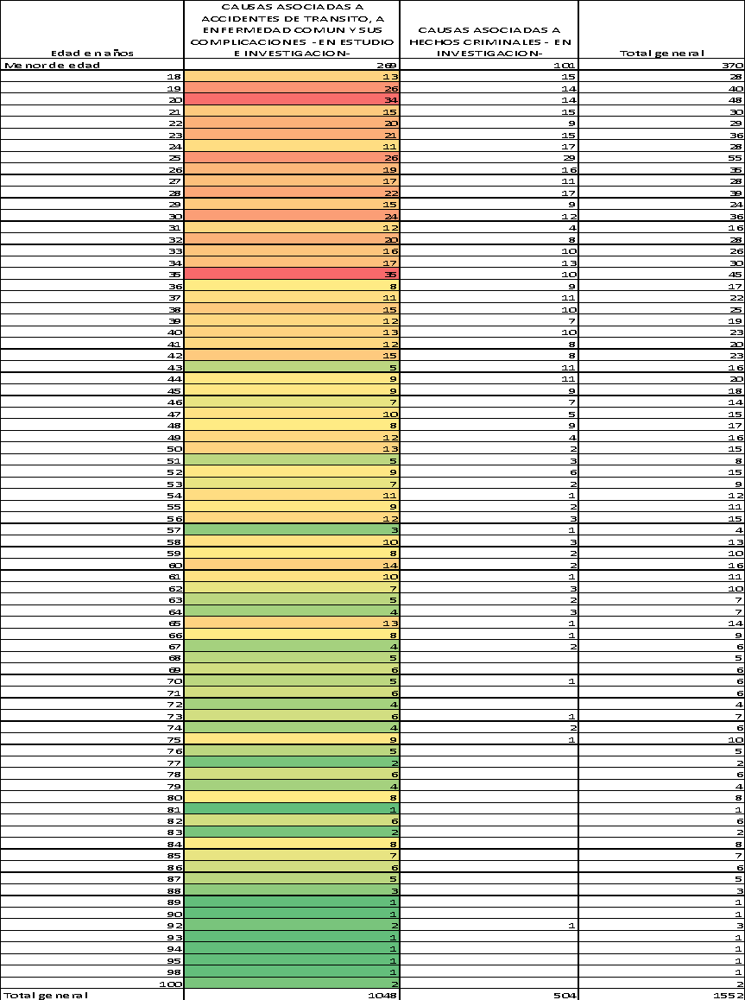 Edad en años | CAUSAS ASOCIADAS A ACCIDENTES DE TRANSITO, A ENFERMEDAD COMUN Y SUS COMPLICACIONES - EN ESTUDIO E INVESTIGACION- | CAUSAS ASOCIADAS A HECHOS CRIMINALES - EN INVESTIGACION- | Total general
Menor de edad 269 101 370
18 13 15 28
19 26 14 40
20 34 14 48
21 15 15 30
22 20 9 29
23 21 15 36
24 11 17 28
25 26 29 55
26 19 16 35
27 17 11 28
28 22 17 39
29 15 9 24
30 24 12 36
31 12 4 16
32 20 8 28
33 16 10 26
34 17 13 30
35 35 10 45
36 8 9 17
37 11 11 22
38 15 10 25
39 12 7 19
40 13 10 23
41 12 8 20
42 15 8 23
43 5 11 16
44 9 11 20
45 9 9 18
46 7 7 14
47 10 5 15
48 8 9 17
49 12 4 16
50 13 2 15
51 5 3 8
52 9 6 15
53 7 2 9
54 11 1 12
55 9 2 11
56 12 3 15
57 3 1 4
58 10 3 13
59 8 2 10
60 14 2 16
61 10 1 11
62 7 3 10
63 5 2 7
64 4 3 7
65 13 1 14
66 8 1 9
67 4 2 6
68 5 5
69 6 6
70 5 1 6
71 6 6
72 4 4
73 6 1 7
74 4 2 6
75 9 1 10
76 5 5
77 2 2
78 6 6
79 4 4
80 8 8
81 1 1
82 6 6
83 2 2
84 8 8
85 7 7
86 6 6
87 5 5
88 3 3
89 1 1
90 1 1
92 2 1 3
93 1 1
94 1 1
95 1 1
98 1 1
100 2 2
Total general 1048 504 1552